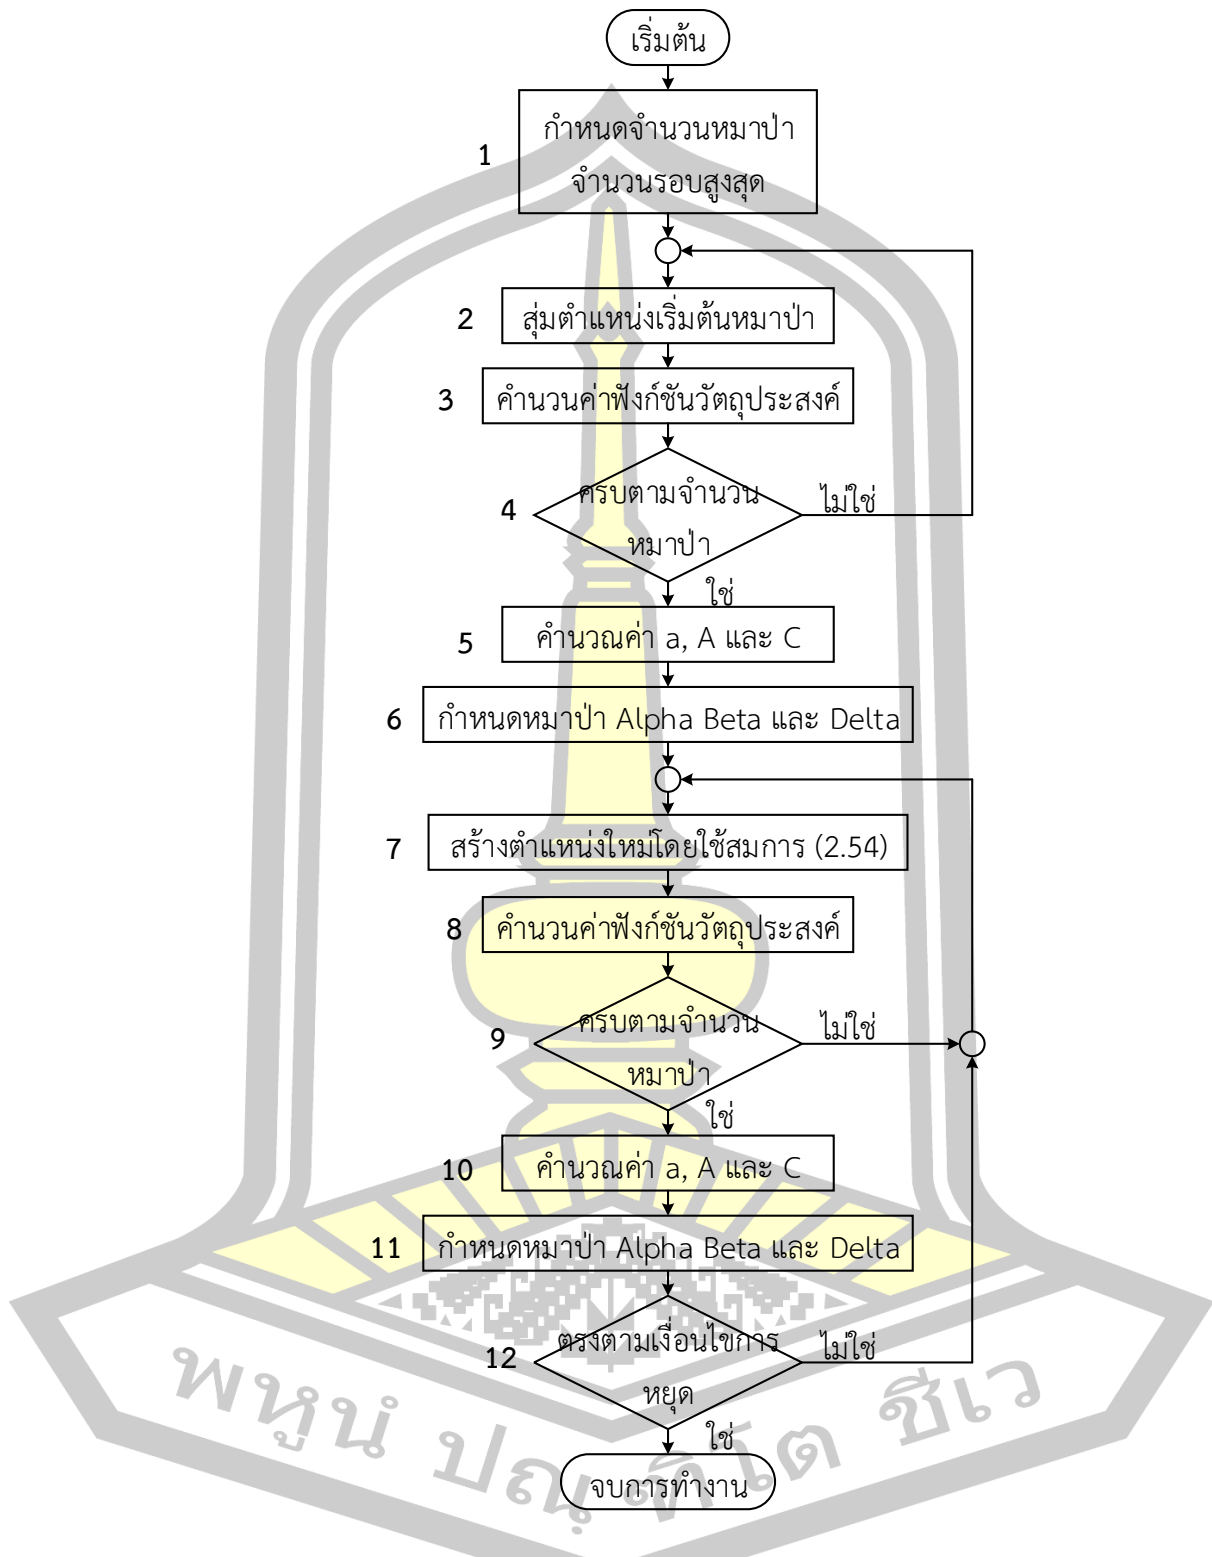 เริ่มต้น
1
กำหนดจำนวนหมาป่า
จำนวนรอบสูงสุด
2
สุ่มตำแหน่งเริ่มต้นหมาป่า
3
คำนวนค่าฟังก์ชันวัตถุประสงค์
4
ครบตามจำนวน
หมาป่า
ไม่ใช่
ใช่
5
คำนวณค่า a, A และ C
6
กำหนดหมาป่า Alpha Beta และ Delta
7
สร้างตำแหน่งใหม่โดยใช้สมการ (2.54)
8
คำนวนค่าฟังก์ชันวัตถุประสงค์
9
ครบตามจำนวน
หมาป่า
ไม่ใช่
ใช่
10
คำนวณค่า a, A และ C
11
กำหนดหมาป่า Alpha Beta และ Delta
12
ตรงตามเงื่อนไขการ
หยุด
ไม่ใช่
ใช่
จบการทำงาน
พหูนํ ปณฺฑิโต ชีเว